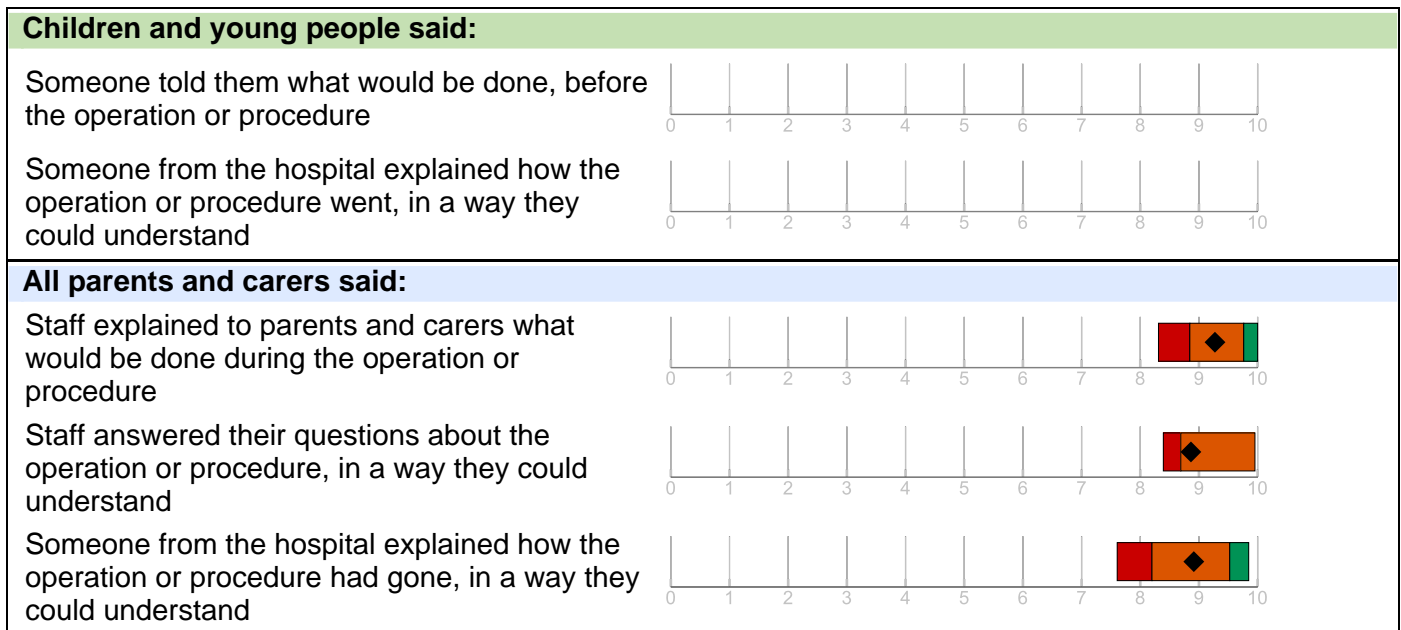 Children and young people said:
Someone told them what would be done, before
the operation or procedure
0 1 2 3 4 5 6 7 8 9 10
Someone from the hospital explained how the
operation or procedure went, in a way they
could understand
0 1 2 3 4 5 6 7 8 9 10
All parents and carers said:
Staff explained to parents and carers what
would be done during the operation or
procedure
0 1 2 3 4 5 6 7 8 9 10
Staff answered their questions about the
operation or procedure, in a way they could
understand
0 1 2 3 4 5 6 7 8 9 10
Someone from the hospital explained how the
operation or procedure had gone, in a way they
could understand
0 1 2 3 4 5 6 7 8 9 10